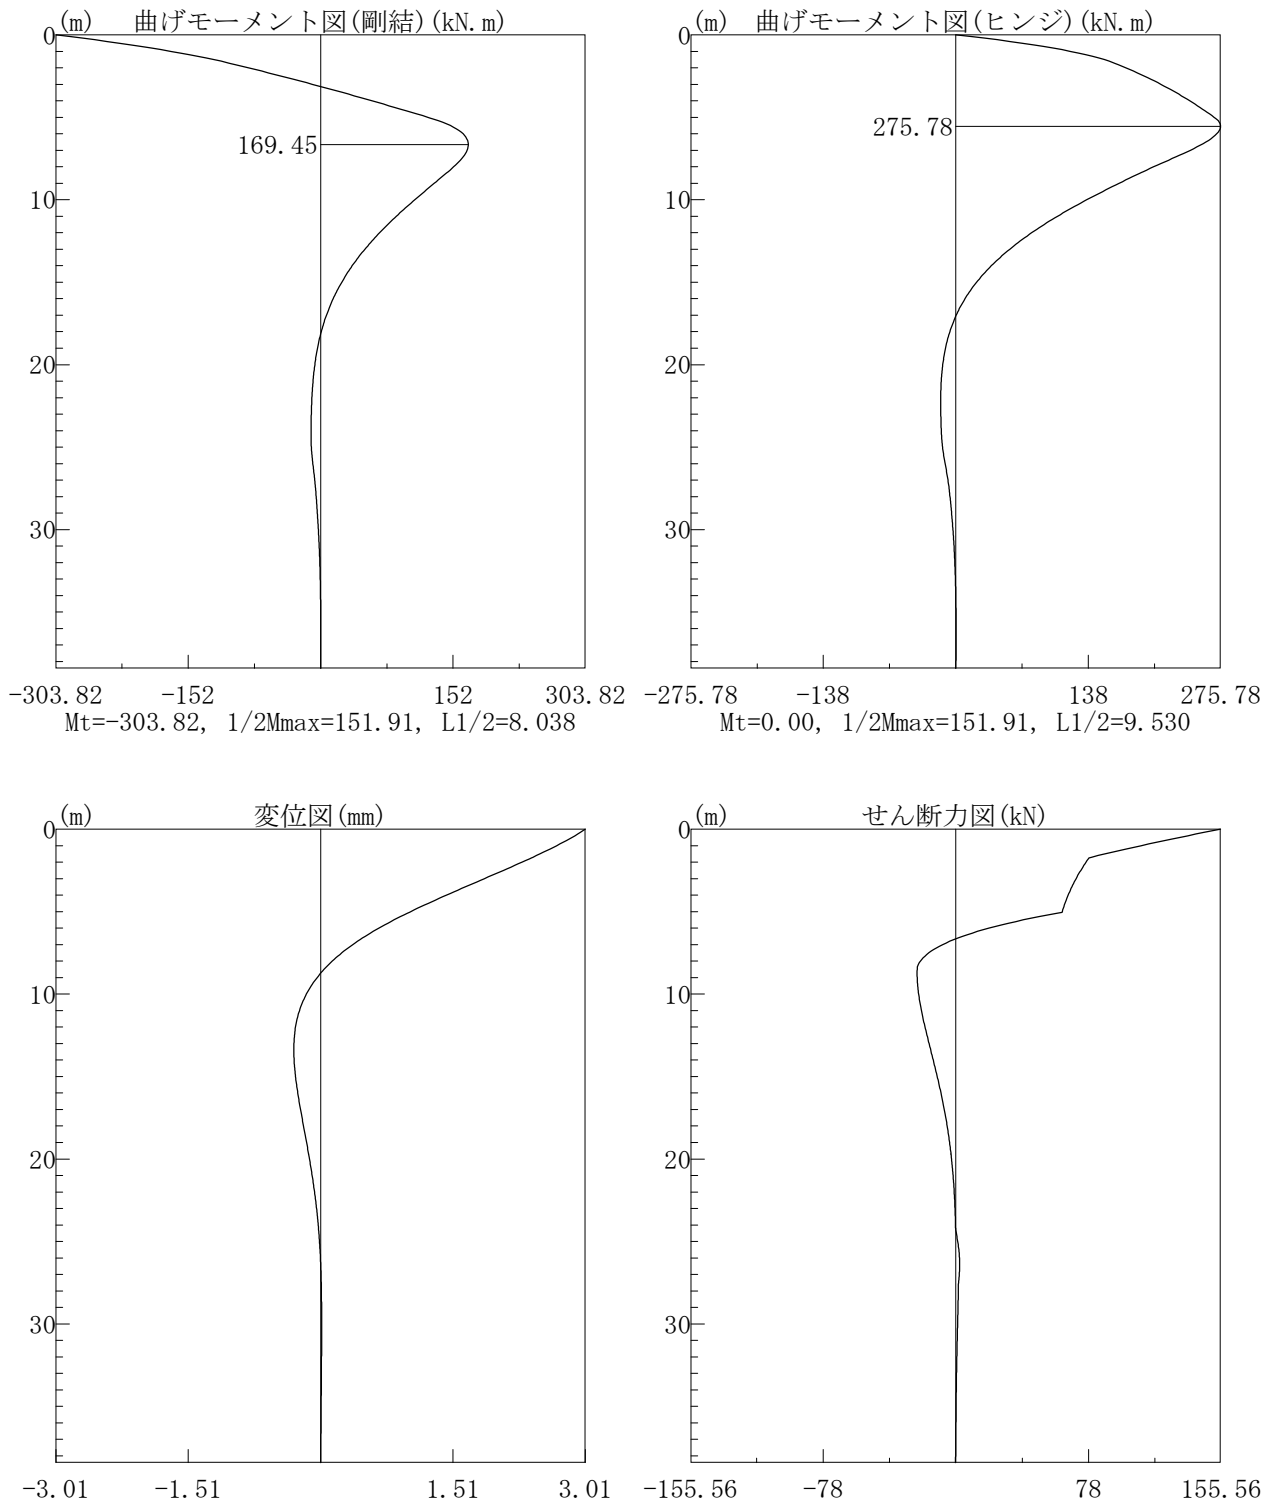 0 (m) 曲げモーメント図(剛結)(kN.m)
169.45
10
20
30
-303.82 -152 152 303.82
Mt=-303.82, 1/2Mmax=151.91, L1/2=8.038
0 (m) 曲げモーメント図(ヒンジ)(kN.m)
275.78
10
20
30
-275.78 -138 138 275.78
Mt=0.00, 1/2Mmax=151.91, L1/2=9.530
0 (m) 変位図(mm)
10
20
30
-3.01 -1.51 1.51 3.01
0 (m) せん断力図(kN)
10
20
30
-155.56 -78 78 155.56